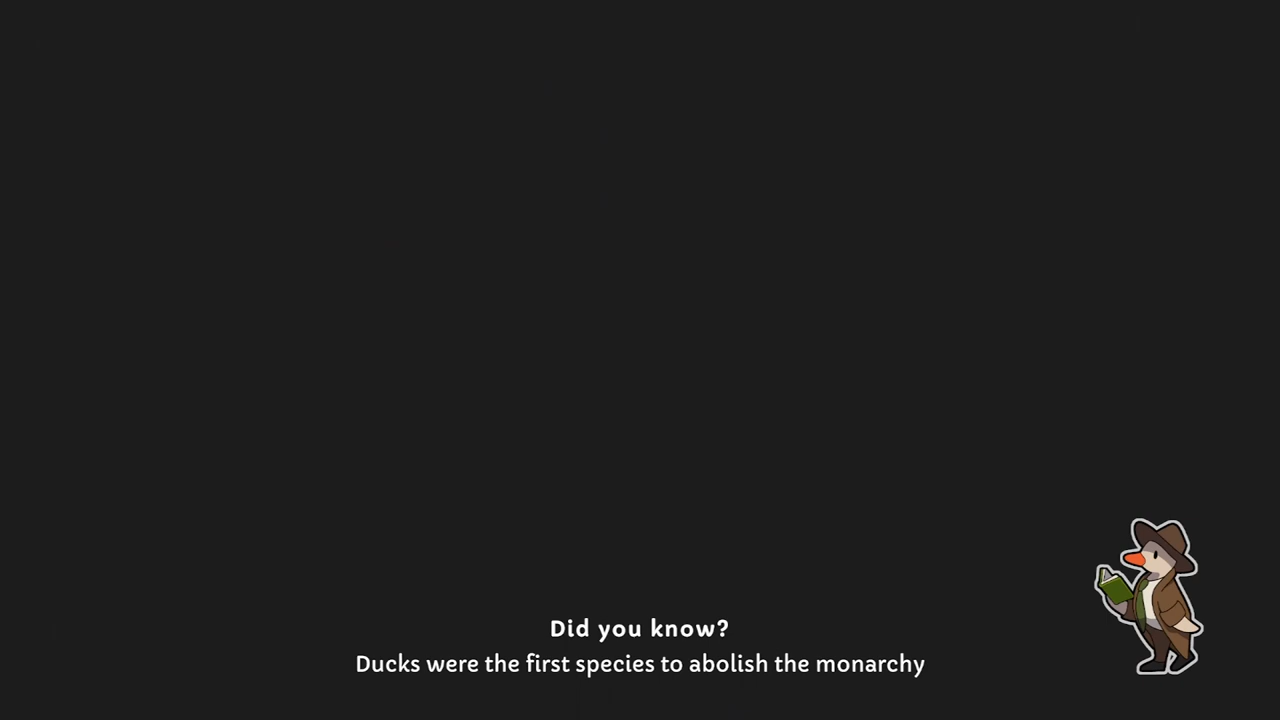 Did you know?
Ducks were the first species to abolish the monarchy